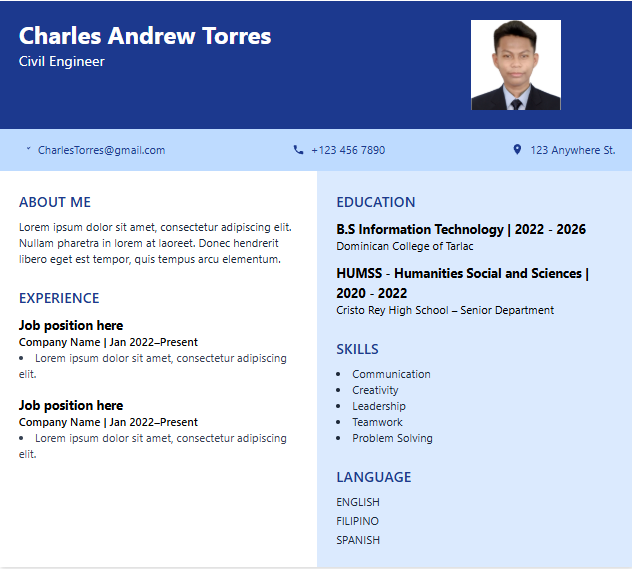 Charles Andrew Torres
Civil Engineer
CharlesTorres@gmail.com
+123 456 7890
123 Anywhere St.
ABOUT ME
Lorem ipsum dolor sit amet, consectetur adipiscing elit.
Nullam pharetra in lorem at laoreet. Donec hendrerit
libero eget est tempor, quis tempus arcu elementum.
EXPERIENCE
Job position here
Company Name | Jan 2022–Present
• Lorem ipsum dolor sit amet, consectetur adipiscing
elit.
Job position here
Company Name | Jan 2022–Present
• Lorem ipsum dolor sit amet, consectetur adipiscing
elit.
EDUCATION
B.S Information Technology | 2022 - 2026
Dominican College of Tarlac
HUMSS - Humanities Social and Sciences |
2020 - 2022
Cristo Rey High School – Senior Department
SKILLS
• Communication
• Creativity
• Leadership
• Teamwork
• Problem Solving
LANGUAGE
ENGLISH
FILIPINO
SPANISH